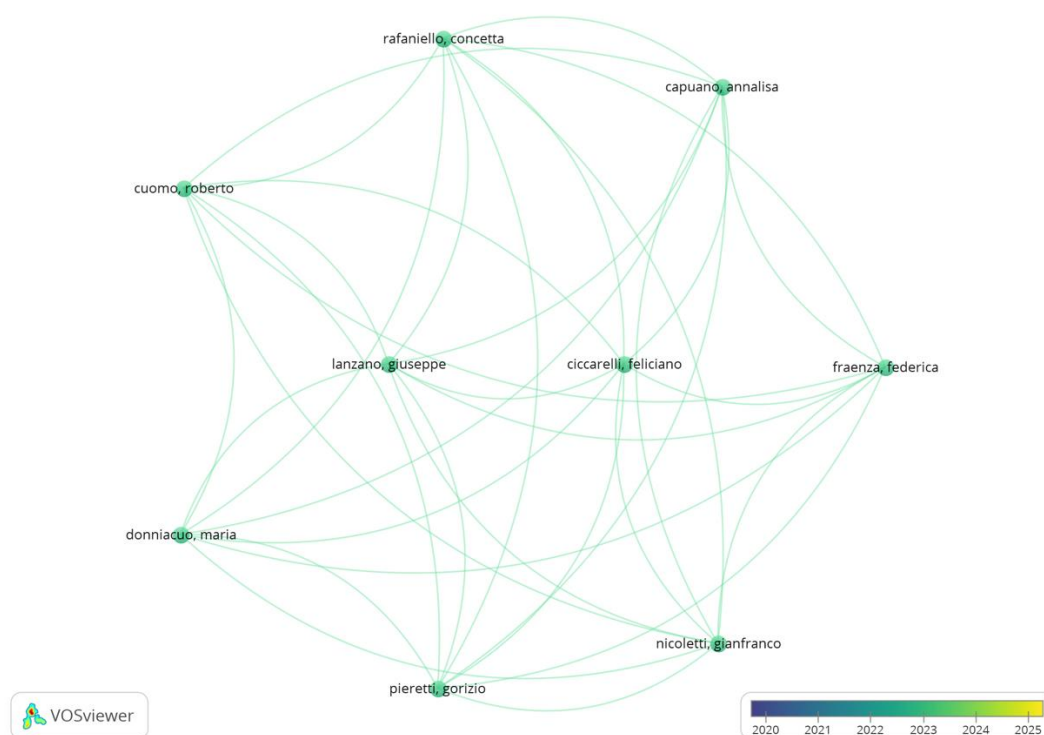 rafaniello, concetta
capuano, annalisa
cuomo, roberto
lanzano, giuseppe
ciccarelli, feliciano
fraenza, federica
donniacuo, maria
nicoletti, gianfranco
pieretti, gorizio
VOSviewer
2020 2021 2022 2023 2024 2025